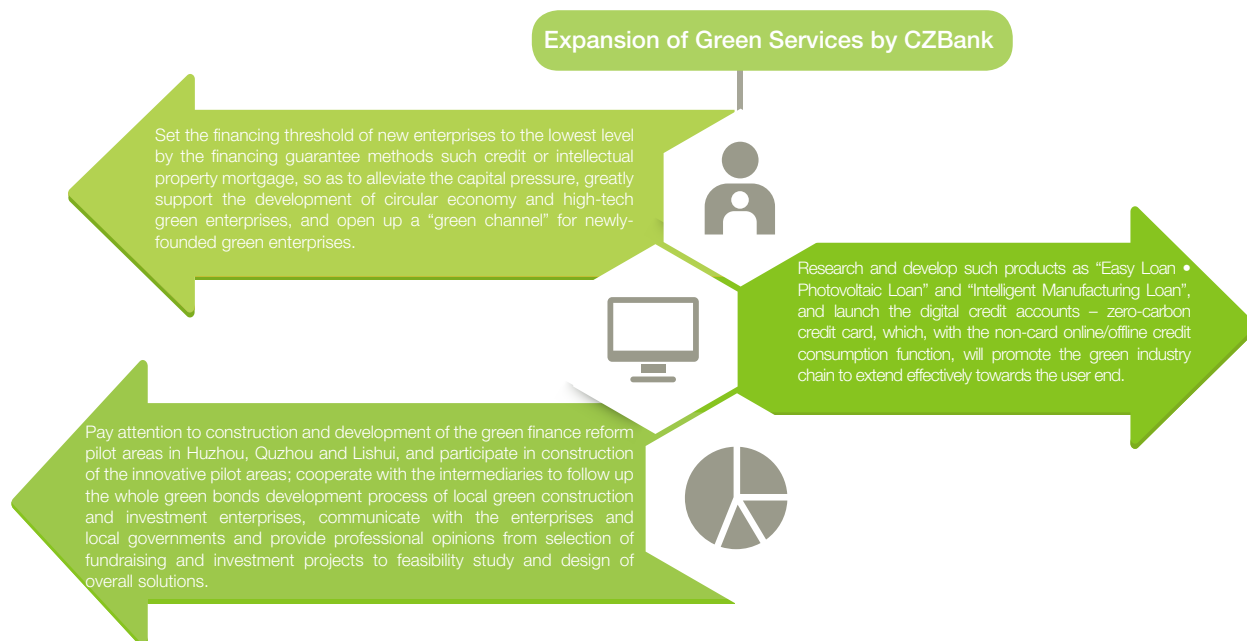 Expansion of Green Services by CZBank
Set the financing threshold of new enterprises to the lowest level
by the financing guarantee methods such credit or intellectual
property mortgage, so as to alleviate the capital pressure, greatly
support the development of circular economy and high-tech
green enterprises, and open up a “green channel” for newly-
founded green enterprises.
Research and develop such products as “Easy Loan •
Photovoltaic Loan” and “Intelligent Manufacturing Loan”,
and launch the digital credit accounts – zero-carbon
credit card, which, with the non-card online/offline credit
consumption function, will promote the green industry
chain to extend effectively towards the user end.
Pay attention to construction and development of the green finance reform
pilot areas in Huzhou, Quzhou and Lishui, and participate in construction
of the innovative pilot areas; cooperate with the intermediaries to follow up
the whole green bonds development process of local green construction
and investment enterprises, communicate with the enterprises and
local governments and provide professional opinions from selection of
fundraising and investment projects to feasibility study and design of
overall solutions.